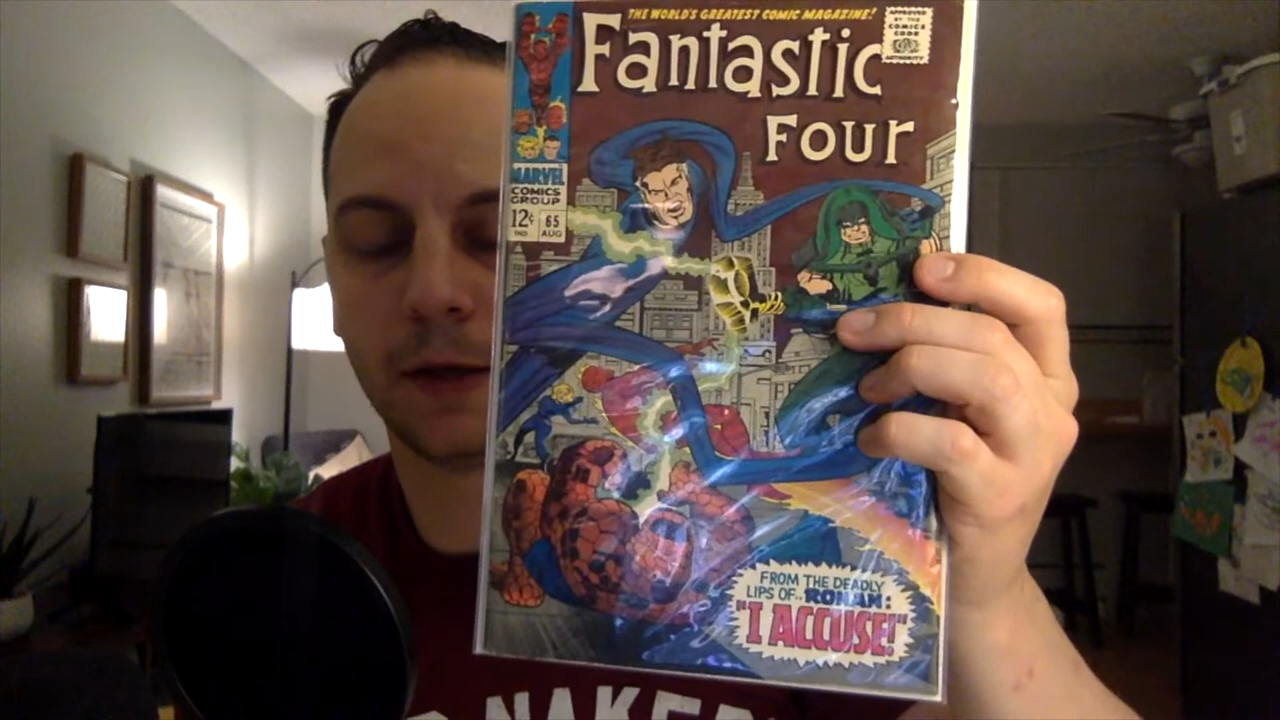 THE WORLD'S GREATEST COMIC MAGAZINE!
APPROVED
BY THE
COMICS
CODE
AUTHORITY
FANTASTIC
FOUR
MARVEL
COMICS
GROUP
12¢ 65
IND. AUG
FROM THE DEADLY
LIPS OF.. RONAN:
"I ACCUSE!"
NAKED